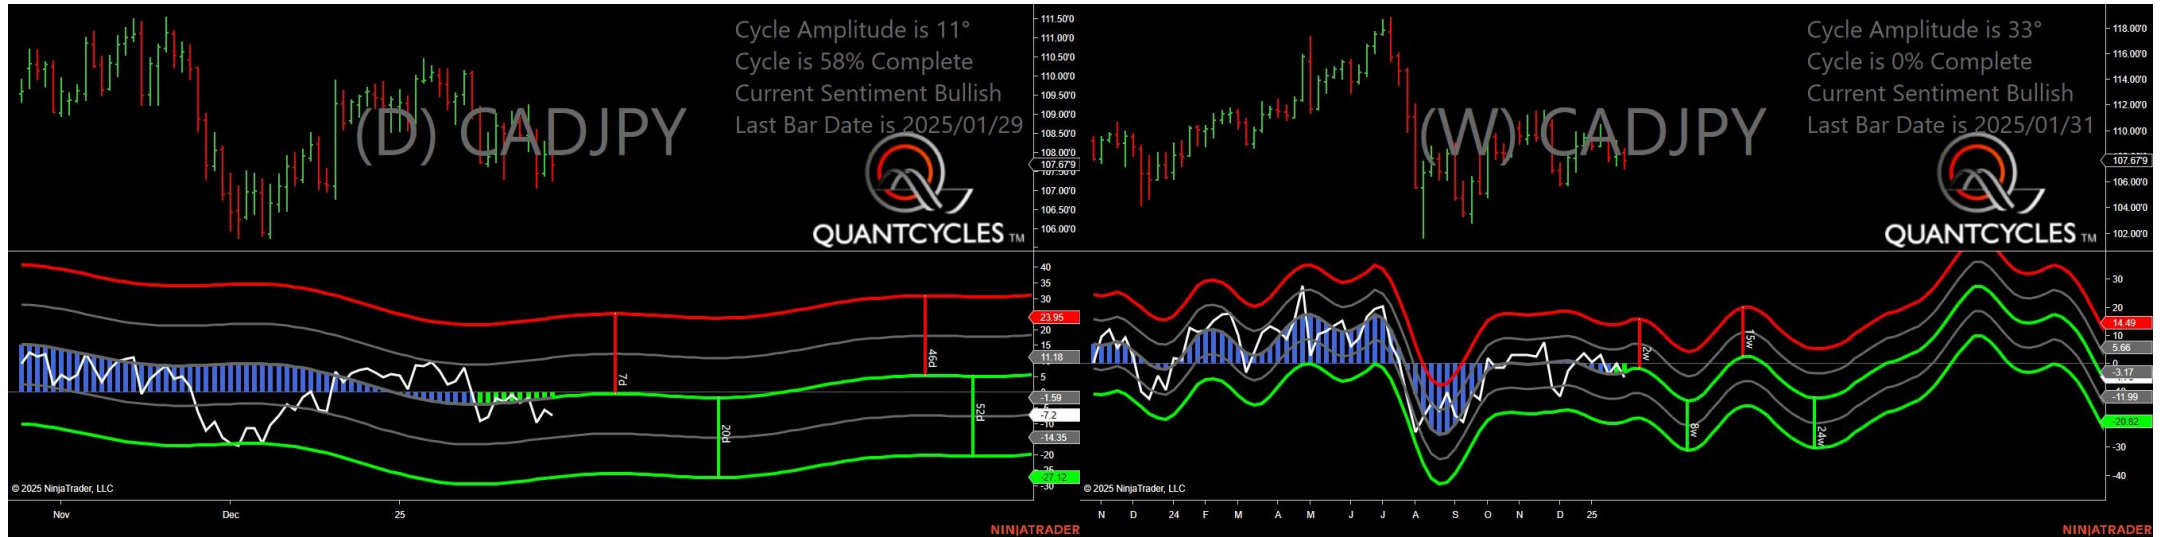 Cycle Amplitude is 11°
Cycle is 58% Complete
Current Sentiment Bullish
Last Bar Date is 2025/01/29
(D) CADJPY
QUANTCYCLES TM
111.50'0
111.00'0
110.50'0
110.00'0
109.50'0
109.00'0
108.50'0
108.00'0
107.67'9
107.00'0
106.50'0
106.00'0
40
35
30
23.95
20
15
11.18
5
0
-1.59
-7.2
-10
-14.35
-20
-27.12
-30
7d
20d
46d
52d
© 2025 NinjaTrader, LLC
Nov
Dec
25
NINJATRADER
Cycle Amplitude is 33°
Cycle is 0% Complete
Current Sentiment Bullish
Last Bar Date is 2025/01/31
(W) CADJPY
QUANTCYCLES TM
118.00'0
116.00'0
114.00'0
112.00'0
110.00'0
107.67'9
106.00'0
104.00'0
102.00'0
30
20
14.49
5.66
0
-3.17
-11.99
-20.82
-30
-40
2w
8w
15w
24w
© 2025 NinjaTrader, LLC
N
D
24
F
M
A
M
J
J
A
S
O
N
D
25
NINJATRADER